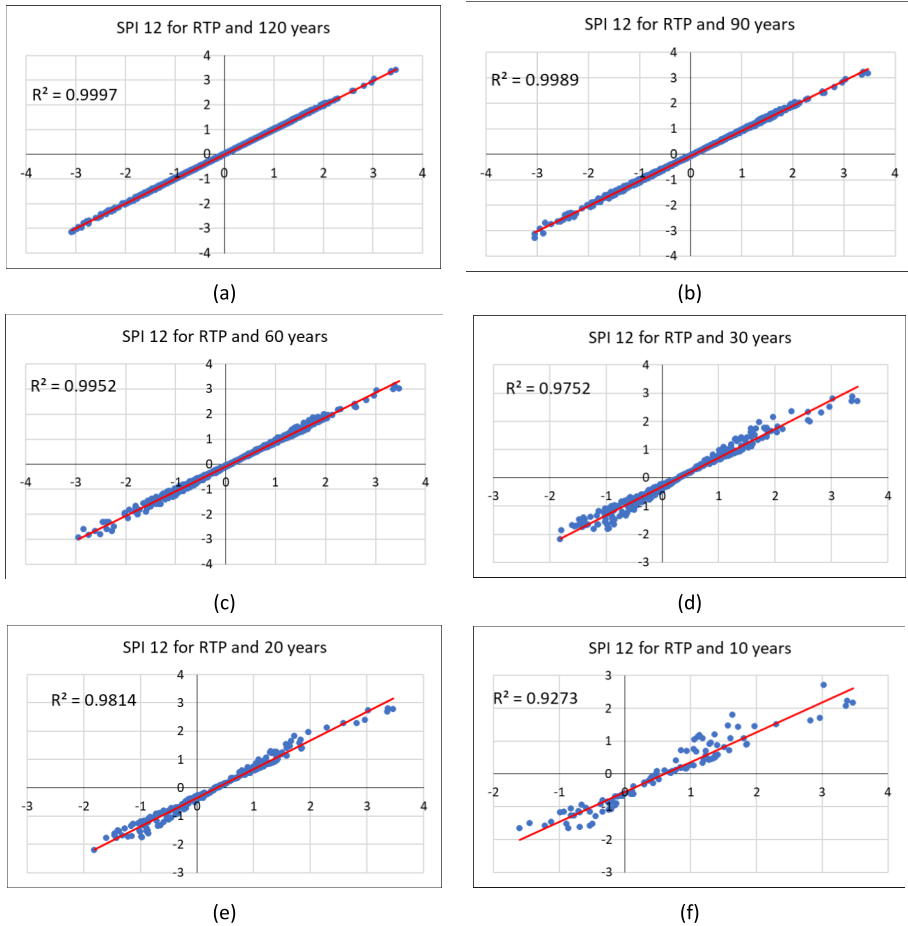 SPI 12 for RTP and 120 years
R² = 0.9997
4
3
2
1
0
-1
-2
-3
-4
-4 -3 -2 -1 0 1 2 3 4
(a)
SPI 12 for RTP and 90 years
R² = 0.9989
4
3
2
1
0
-1
-2
-3
-4
-4 -3 -2 -1 0 1 2 3 4
(b)
SPI 12 for RTP and 60 years
R² = 0.9952
4
3
2
1
0
-1
-2
-3
-4
-4 -3 -2 -1 0 1 2 3 4
(c)
SPI 12 for RTP and 30 years
R² = 0.9752
4
3
2
1
0
-1
-2
-3
-3 -2 -1 0 1 2 3 4
(d)
SPI 12 for RTP and 20 years
R² = 0.9814
4
3
2
1
0
-1
-2
-3
-3 -2 -1 0 1 2 3 4
(e)
SPI 12 for RTP and 10 years
R² = 0.9273
3
2
1
0
-1
-2
-3
-2 -1 0 1 2 3 4
(f)